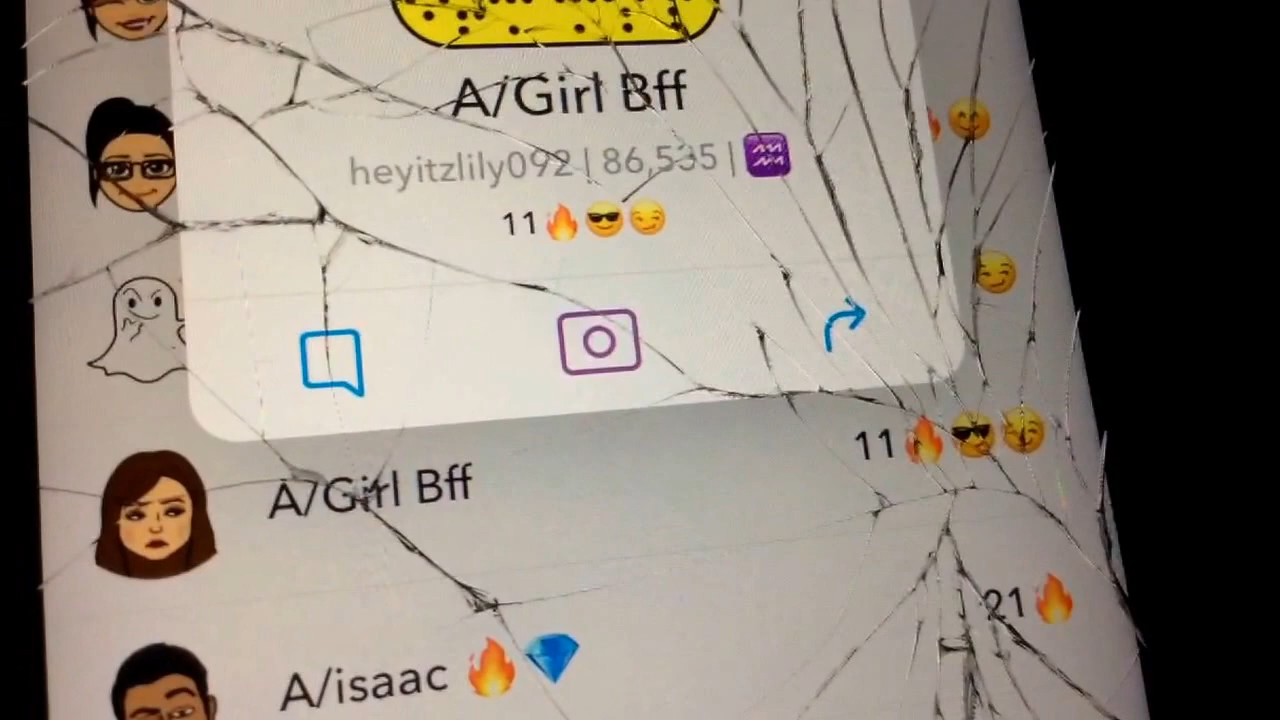 A/Girl Bff
heyitzlily092 | 86,535 | ♒
11🔥😎😏
A/Girl Bff
11🔥😎😏
21🔥
A/isaac 🔥💎